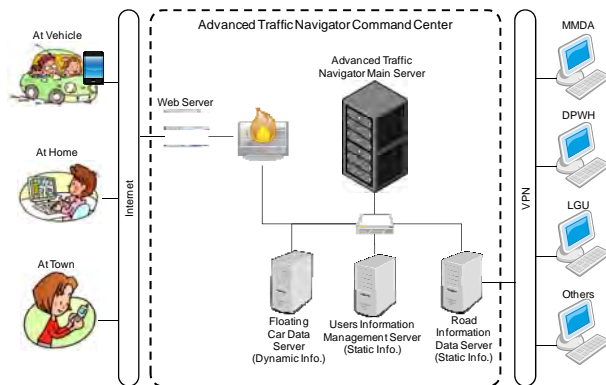 Advanced Traffic Navigator Command Center
At Vehicle
At Home
At Town
Internet
Web Server
Advanced Traffic
Navigator Main Server
Floating
Car Data
Server
(Dynamic Info.)
Users Information
Management Server
(Static Info.)
Road
Information
Data Server
(Static Info.)
VPN
MMDA
DPWH
LGU
Others